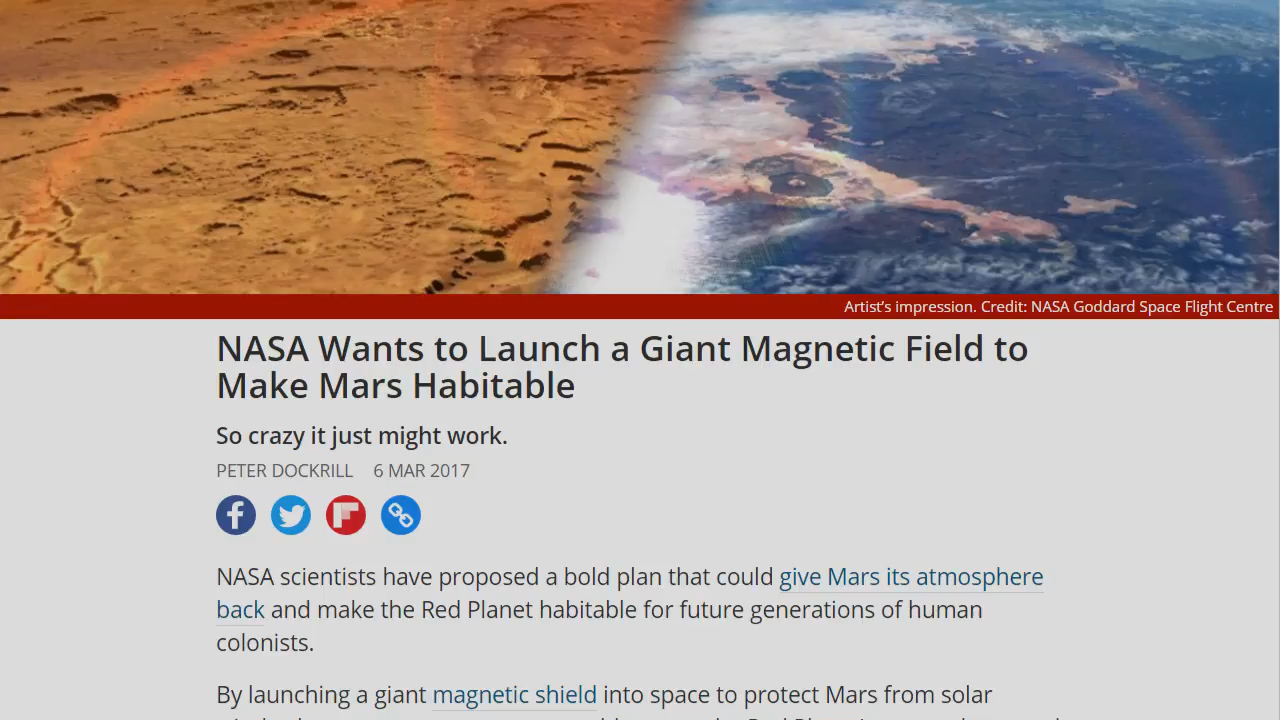 Artist's impression. Credit: NASA Goddard Space Flight Centre
NASA Wants to Launch a Giant Magnetic Field to
Make Mars Habitable
So crazy it just might work.
PETER DOCKRILL 6 MAR 2017
NASA scientists have proposed a bold plan that could give Mars its atmosphere
back and make the Red Planet habitable for future generations of human
colonists.
By launching a giant magnetic shield into space to protect Mars from solar